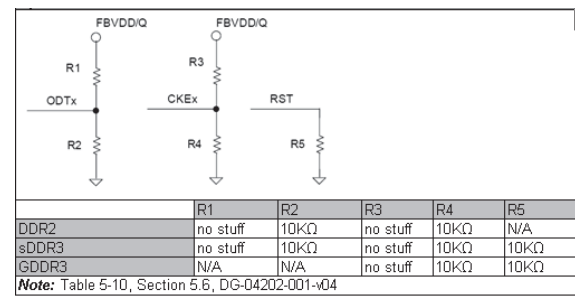 FBVDD/Q FBVDD/Q
R1 R3
ODTx CKEx RST
R2 R4 R5
R1 R2 R3 R4 R5
DDR2 no stuff 10KΩ no stuff 10KΩ N/A
sDDR3 no stuff 10KΩ no stuff 10KΩ 10KΩ
GDDR3 N/A N/A no stuff 10KΩ 10KΩ
Note: Table 5-10, Section 5.6, DG-04202-001-v04